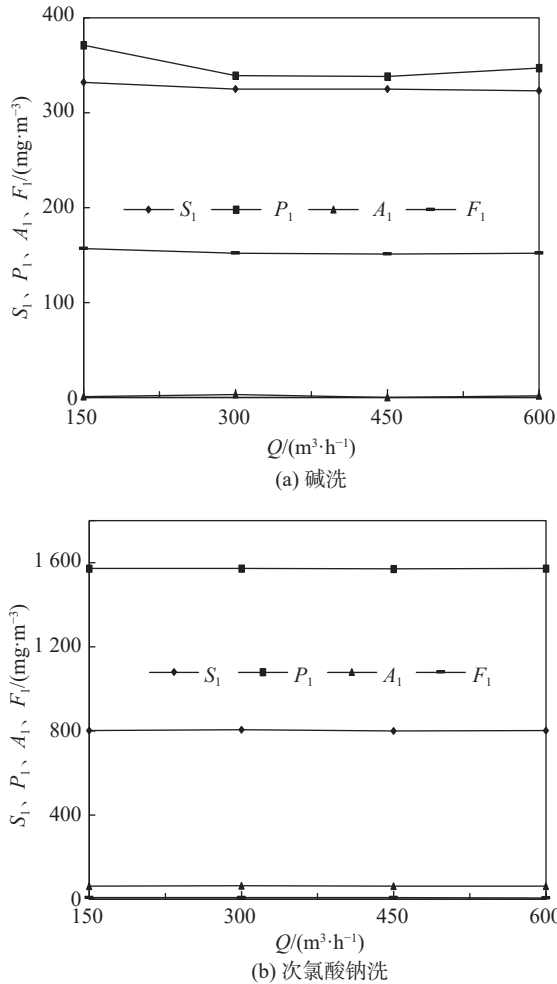 400
300
200
100
0
S₁、P₁、A₁、F₁/(mg·m⁻³)
S₁ P₁ A₁ F₁
150 300 450 600
Q/(m³·h⁻¹)
(a) 碱洗
1 600
1 200
800
400
0
S₁、P₁、A₁、F₁/(mg·m⁻³)
S₁ P₁ A₁ F₁
150 300 450 600
Q/(m³·h⁻¹)
(b) 次氯酸钠洗